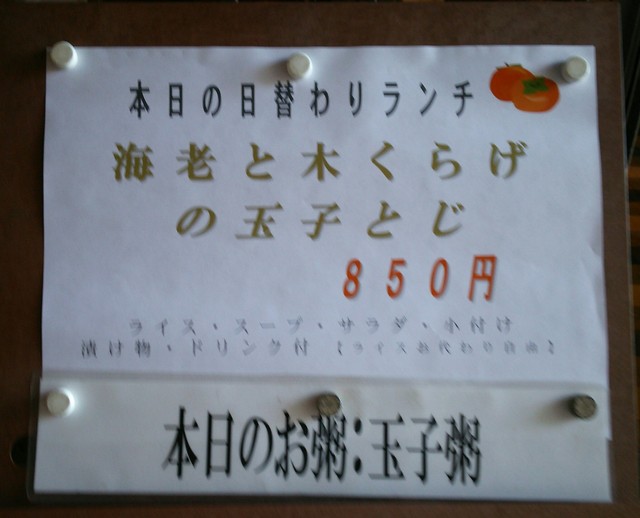 本日の日替わりランチ
海老と木くらげ
の玉子とじ
850円
ライス・スープ・サラダ・小付け
漬け物・ドリンク付【ライスお代わり自由】
本日のお粥:玉子粥